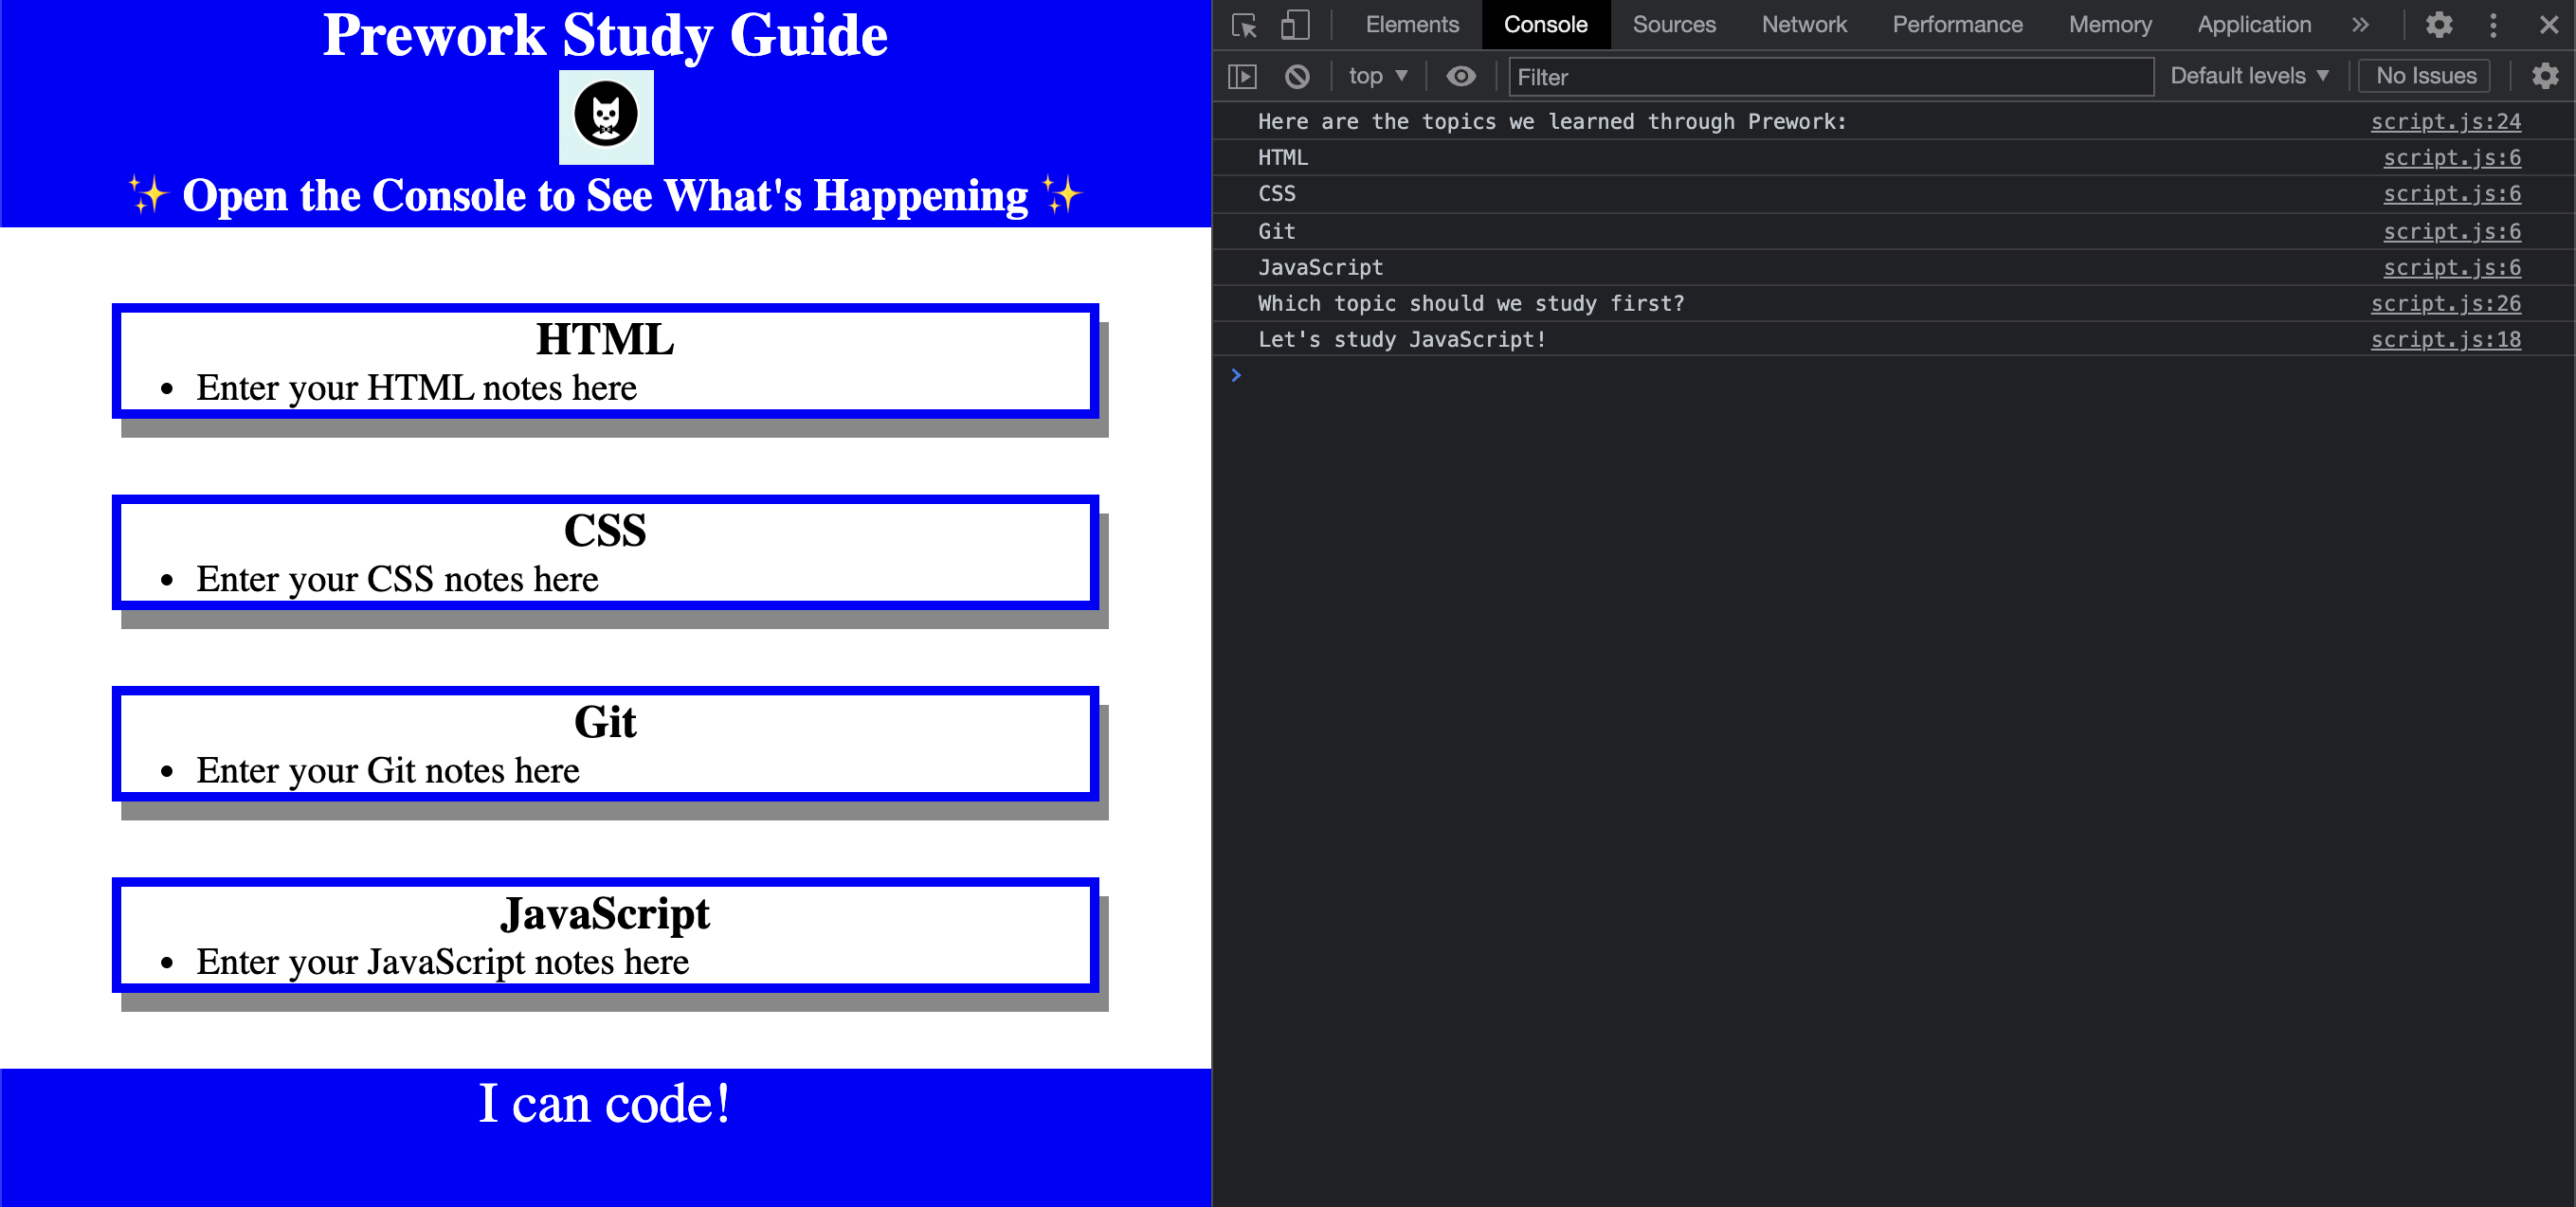 Prework Study Guide
✨ Open the Console to See What's Happening ✨
HTML
• Enter your HTML notes here
CSS
• Enter your CSS notes here
Git
• Enter your Git notes here
JavaScript
• Enter your JavaScript notes here
I can code!
Elements Console Sources Network Performance Memory Application »
top ▼ Filter Default levels ▼ No Issues
Here are the topics we learned through Prework: script.js:24
HTML script.js:6
CSS script.js:6
Git script.js:6
JavaScript script.js:6
Which topic should we study first? script.js:26
Let's study JavaScript! script.js:18
>